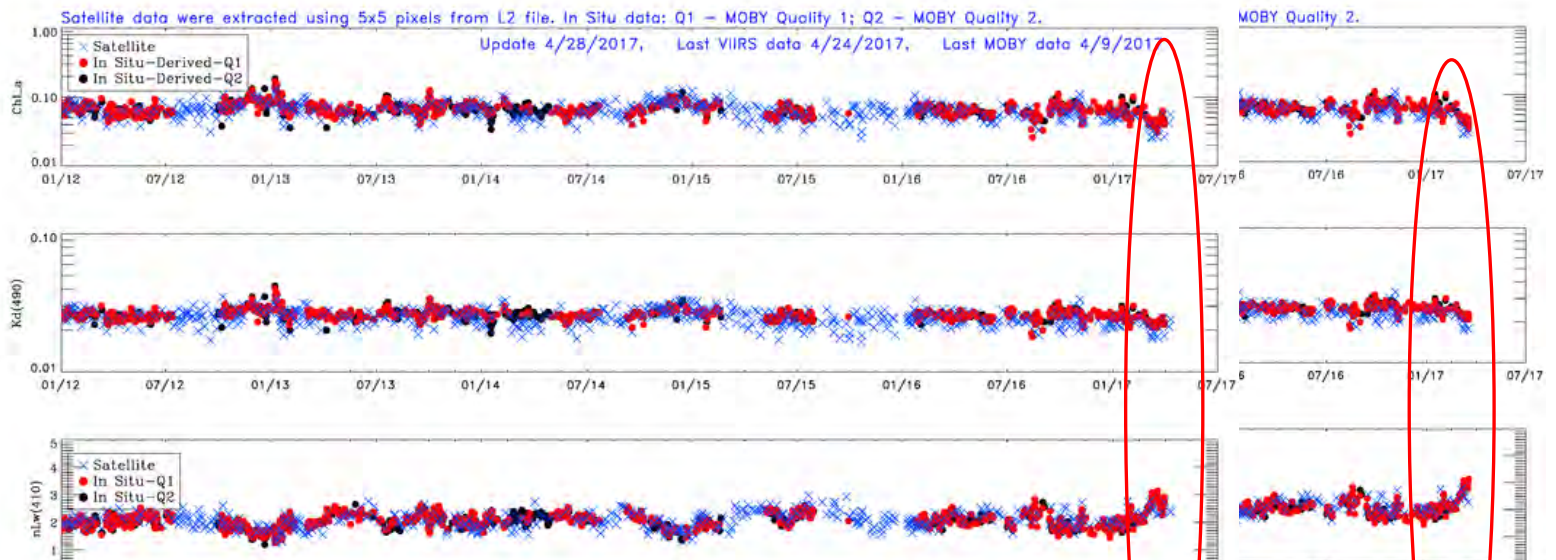 Satellite data were extracted using 5x5 pixels from L2 file. In Situ data: Q1 – MOBY Quality 1; Q2 – MOBY Quality 2.
MOBY Quality 2.
Update 4/28/2017, Last VIIRS data 4/24/2017, Last MOBY data 4/9/2017
Satellite
In Situ-Derived-Q1
In Situ-Derived-Q2
Chl_a
1.00
0.10
0.01
01/12 07/12 01/13 07/13 01/14 07/14 01/15 07/15 01/16 07/16 01/17 07/17
6 07/16 01/17 07/17
Kd(490)
0.10
0.01
01/12 07/12 01/13 07/13 01/14 07/14 01/15 07/15 01/16 07/16 01/17 07/17
6 07/16 01/17 07/17
Satellite
In Situ-Q1
In Situ-Q2
nLw(410)
5
4
3
2
1